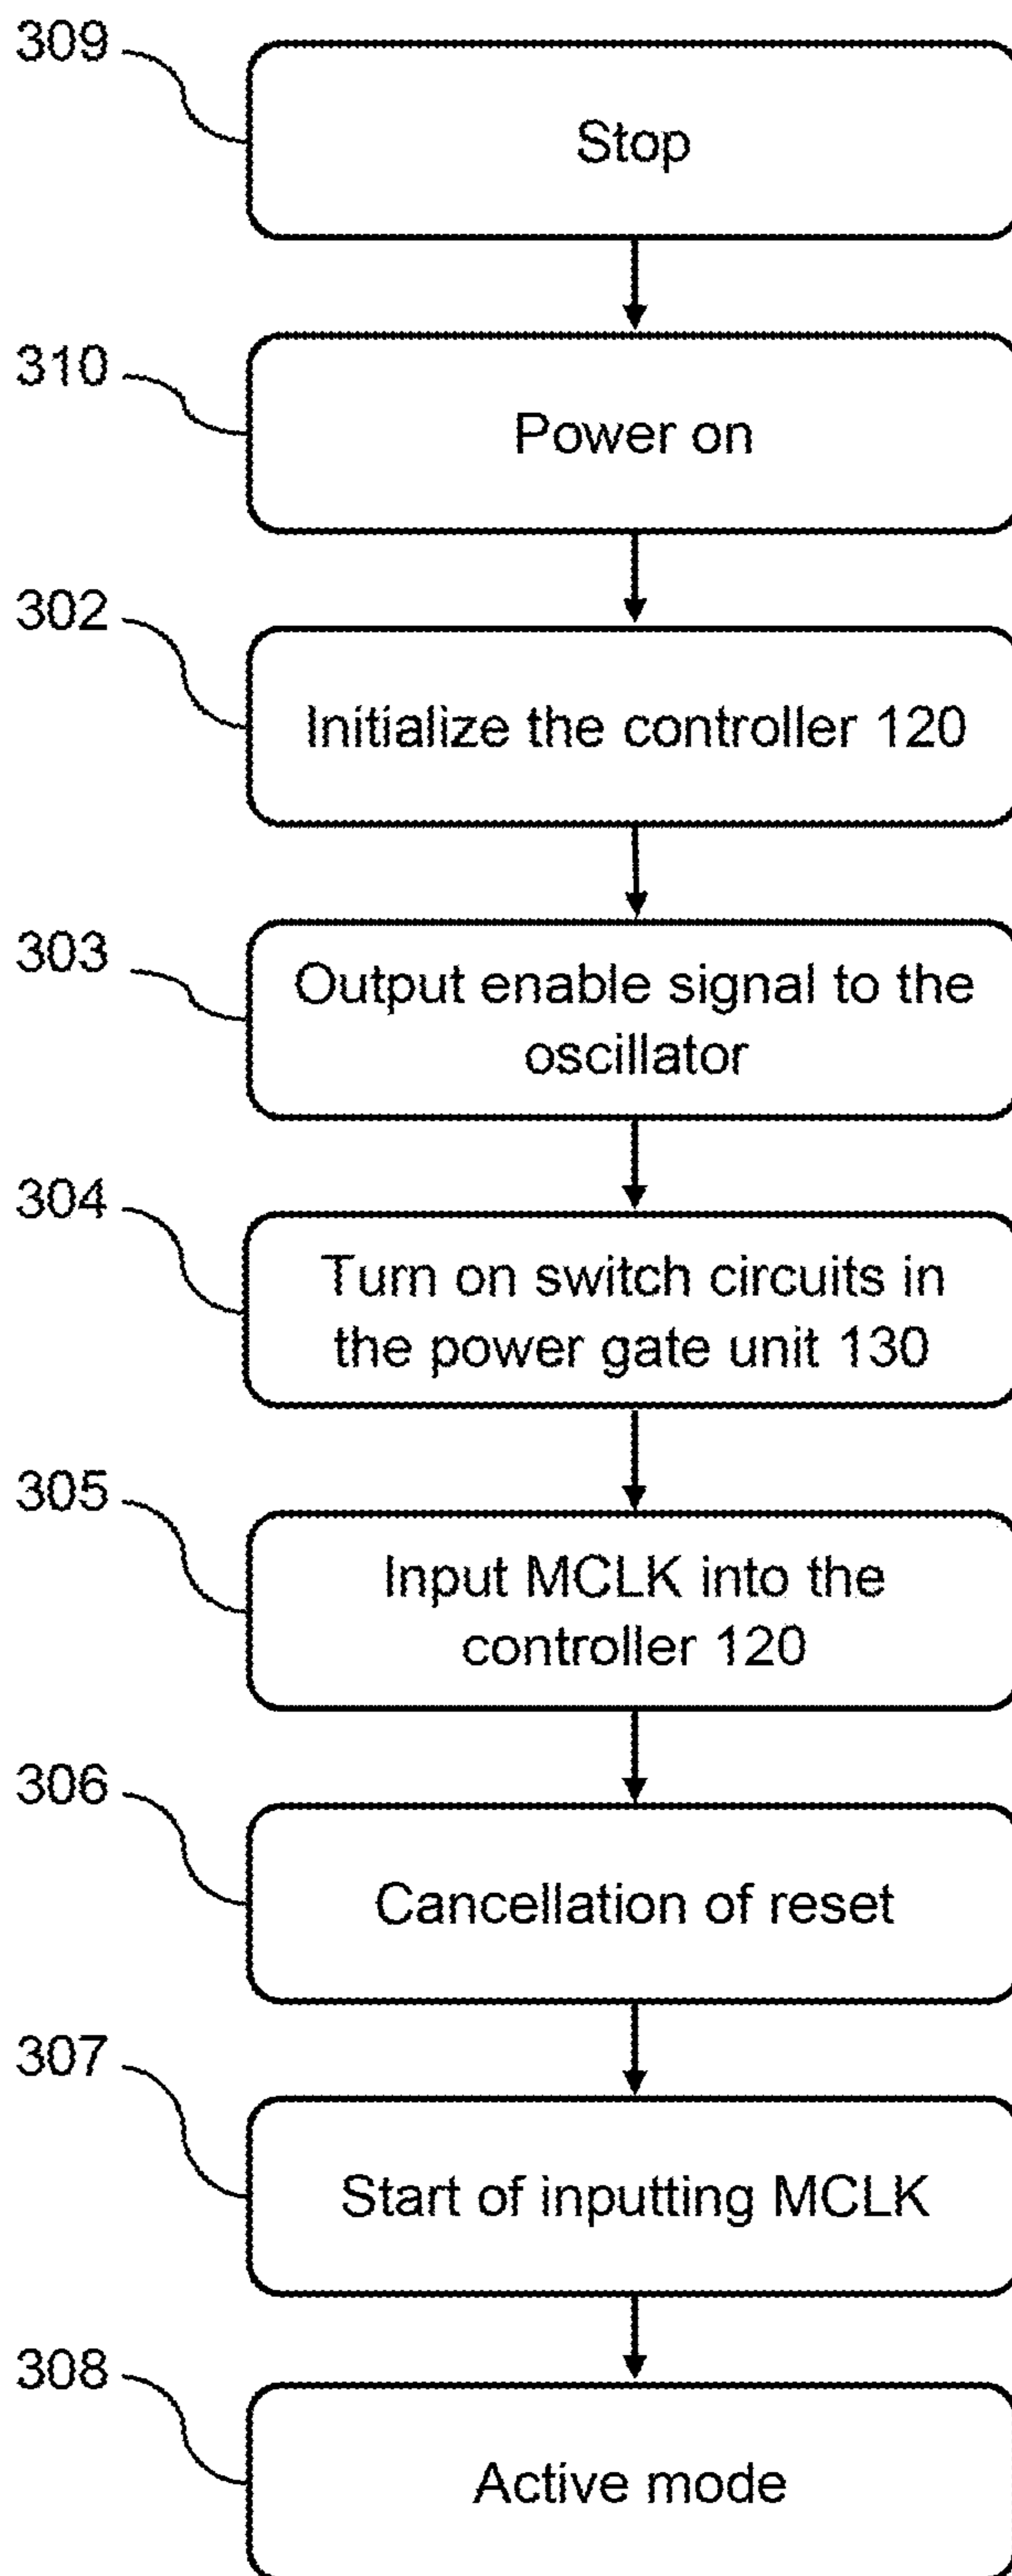 309
Stop
310
Power on
302
Initialize the controller 120
303
Output enable signal to the
oscillator
304
Turn on switch circuits in
the power gate unit 130
305
Input MCLK into the
controller 120
306
Cancellation of reset
307
Start of inputting MCLK
308
Active mode